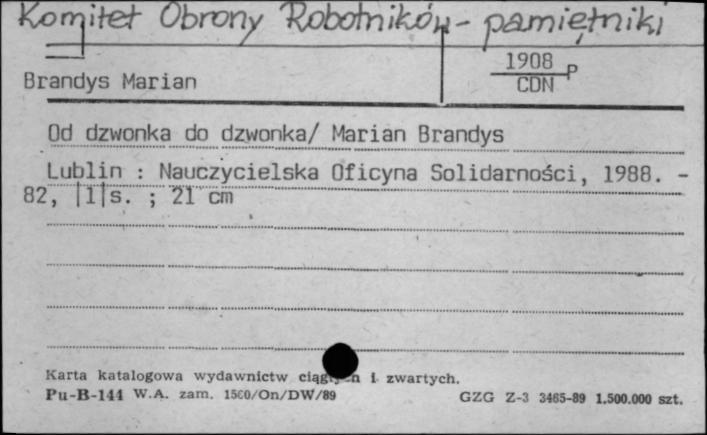 Komitet Obrony Robotników - pamiętniki
Brandys Marian
1908 P
CDN
Od dzwonka do dzwonka/ Marian Brandys
Lublin : Nauczycielska Oficyna Solidarności, 1988. -
82, |1|s. ; 21 cm
Karta katalogowa wydawnictw i zwartych.
Pu-B-144 W.A. zam. 1500/On/DW/89 GZG Z-3 3465-89 1.500.000 szt.